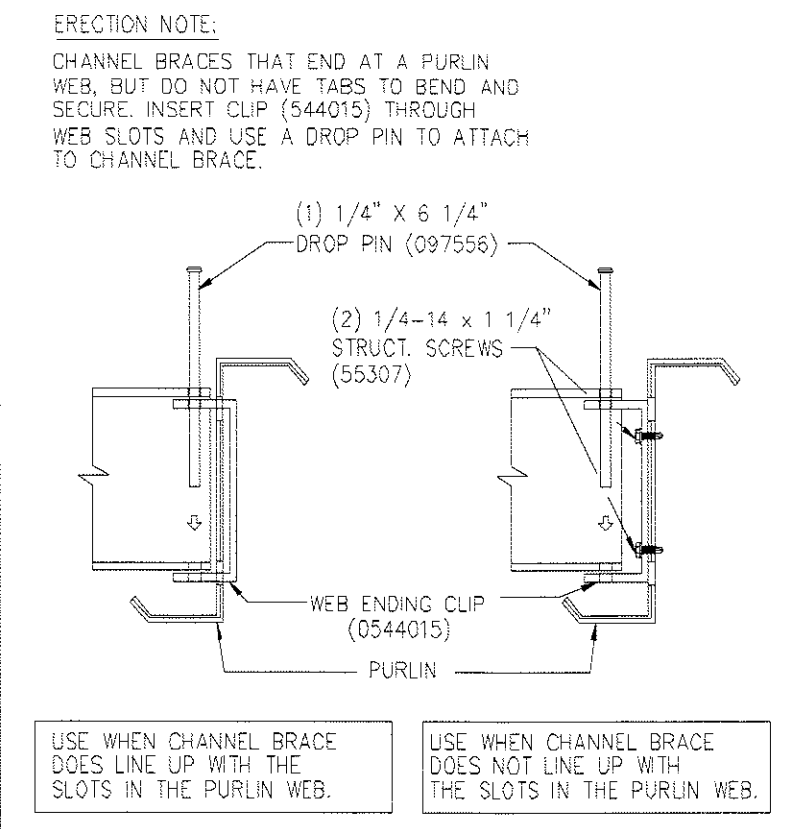 ERECTION NOTE:
CHANNEL BRACES THAT END AT A PURLIN
WEB, BUT DO NOT HAVE TABS TO BEND AND
SECURE. INSERT CLIP (544015) THROUGH
WEB SLOTS AND USE A DROP PIN TO ATTACH
TO CHANNEL BRACE.
(1) 1/4" X 6 1/4"
DROP PIN (097556)
(2) 1/4-14 x 1 1/4"
STRUCT. SCREWS
(55307)
WEB ENDING CLIP
(0544015)
PURLIN
USE WHEN CHANNEL BRACE
DOES LINE UP WITH THE
SLOTS IN THE PURLIN WEB.
USE WHEN CHANNEL BRACE
DOES NOT LINE UP WITH
THE SLOTS IN THE PURLIN WEB.